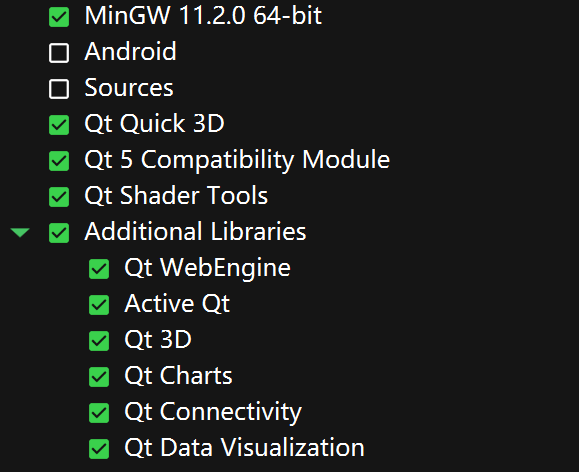 MinGW 11.2.0 64-bit
Android
Sources
Qt Quick 3D
Qt 5 Compatibility Module
Qt Shader Tools
Additional Libraries
Qt WebEngine
Active Qt
Qt 3D
Qt Charts
Qt Connectivity
Qt Data Visualization